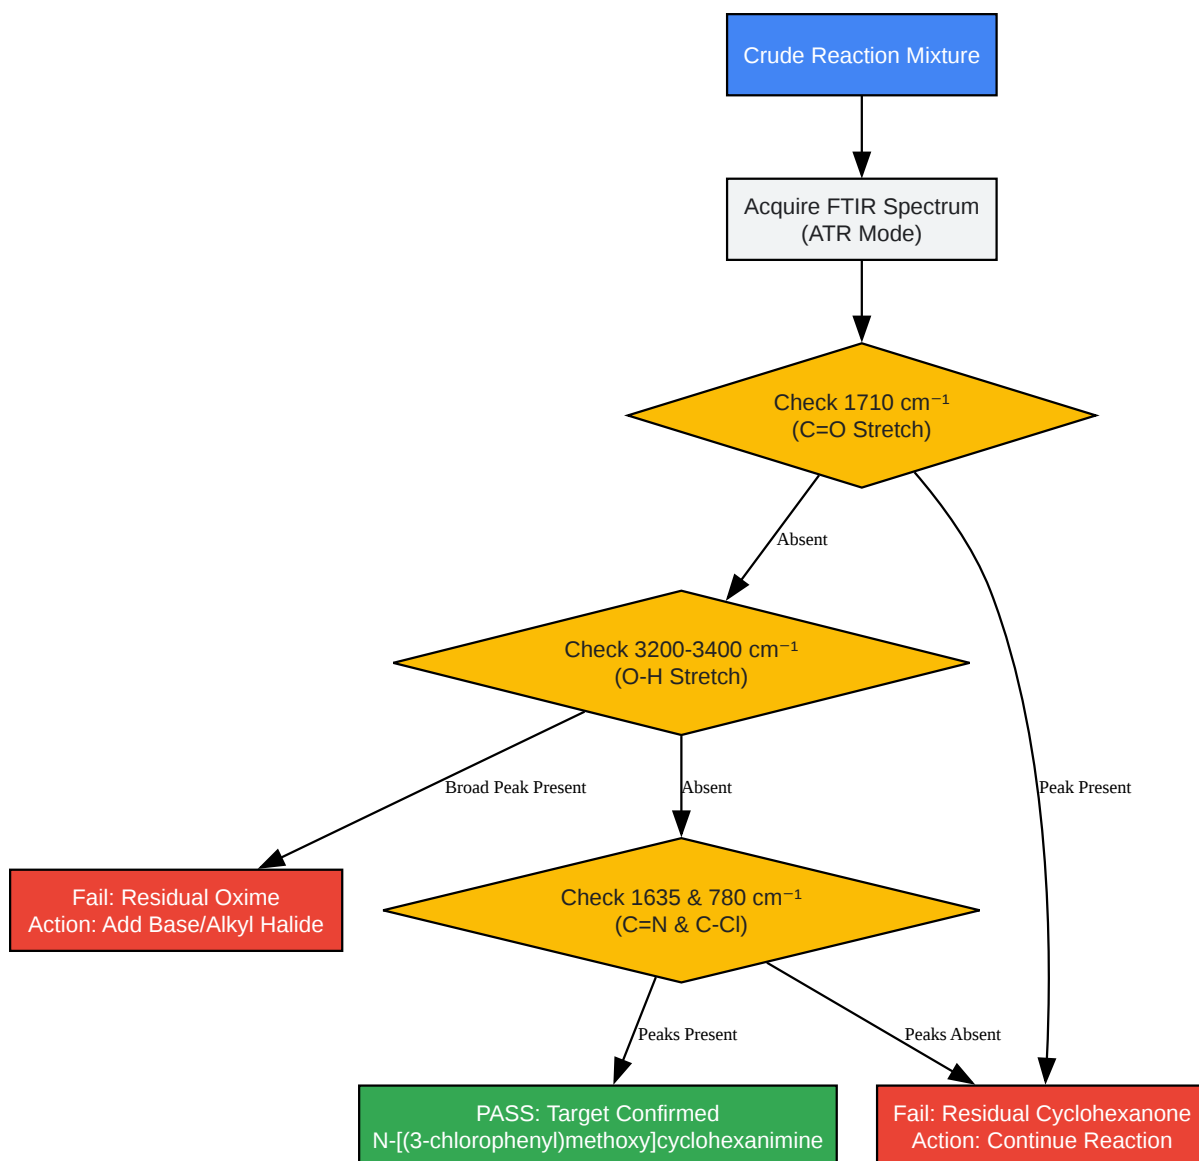 Crude Reaction Mixture
Acquire FTIR Spectrum
(ATR Mode)
Check 1710 cm⁻¹
(C=O Stretch)
Absent
Check 3200-3400 cm⁻¹
(O-H Stretch)
Broad Peak Present
Absent
Peak Present
Fail: Residual Oxime
Action: Add Base/Alkyl Halide
Check 1635 & 780 cm⁻¹
(C=N & C-Cl)
Peaks Present
Peaks Absent
PASS: Target Confirmed
N-[(3-chlorophenyl)methoxy]cyclohexanimine
Fail: Residual Cyclohexanone
Action: Continue Reaction